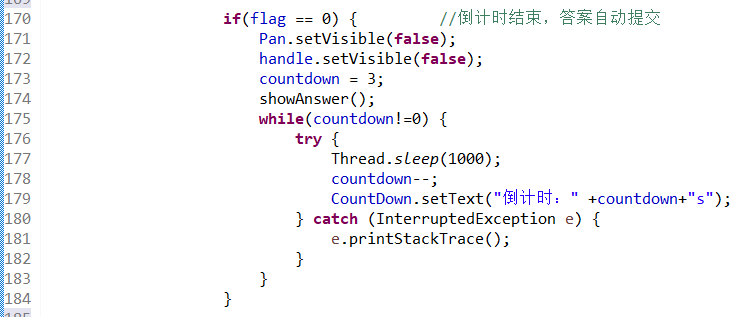 170 if(flag == 0) { //倒计时结束，答案自动提交
171 Pan.setVisible(false);
172 handle.setVisible(false);
173 countdown = 3;
174 showAnswer();
175 while(countdown!=0) {
176 try {
177 Thread.sleep(1000);
178 countdown--;
179 CountDown.setText("倒计时：" +countdown+"s");
180 } catch (InterruptedException e) {
181 e.printStackTrace();
182 }
183 }
184 }